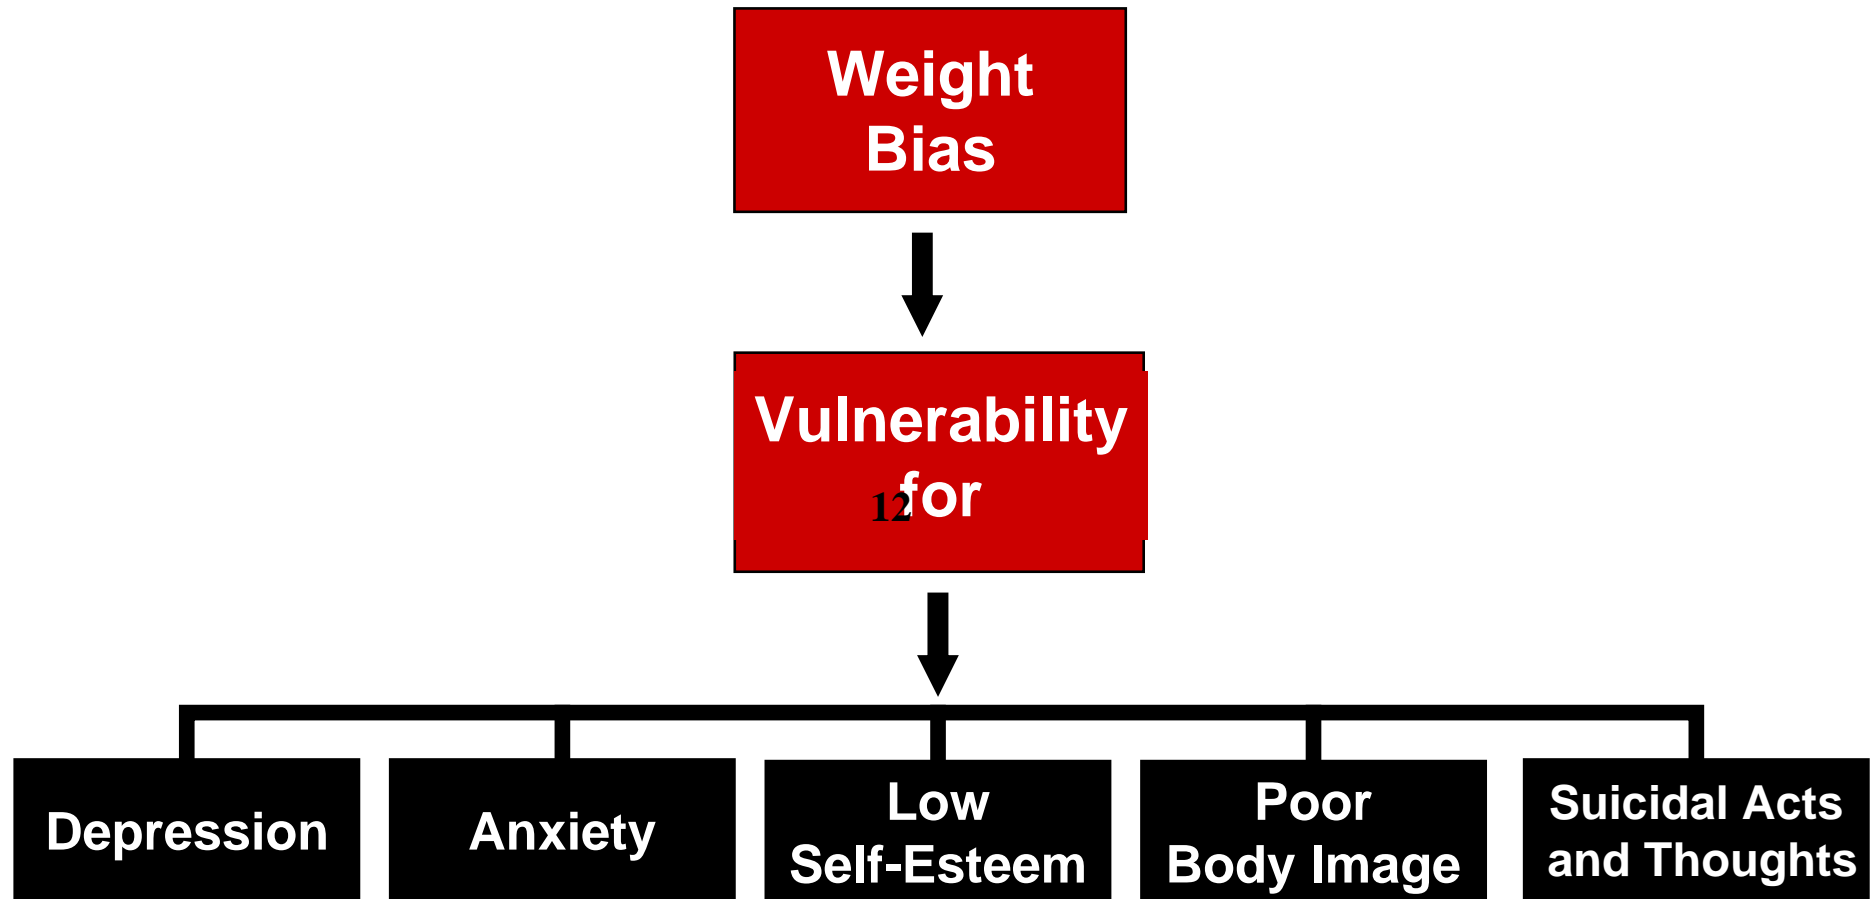 Weight
Bias
Vulnerability
for
12
Depression
Anxiety
Low
Self-Esteem
Poor
Body Image
Suicidal Acts
and Thoughts